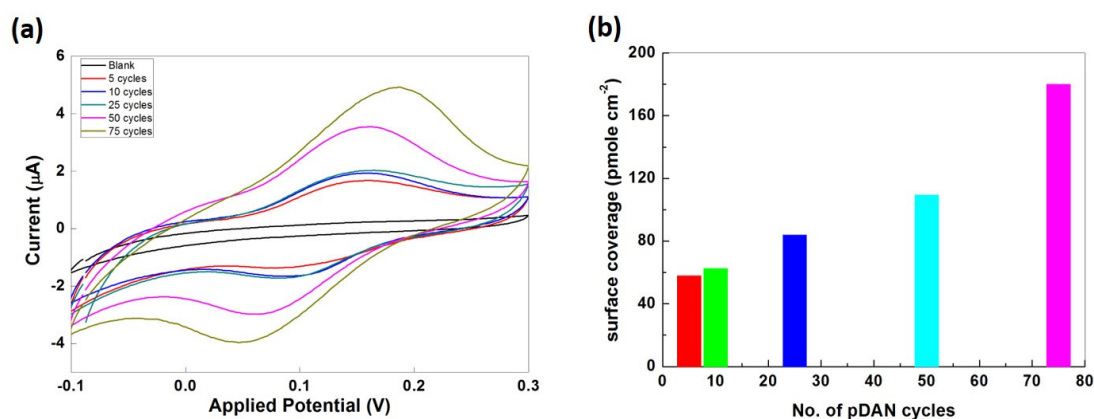 (a)
6
4
2
0
-2
-4
Current (μA)
Blank
5 cycles
10 cycles
25 cycles
50 cycles
75 cycles
-0.1 0.0 0.1 0.2 0.3
Applied Potential (V)
(b)
200
160
120
80
40
0
surface coverage (pmole cm⁻²)
0 10 20 30 40 50 60 70 80
No. of pDAN cycles